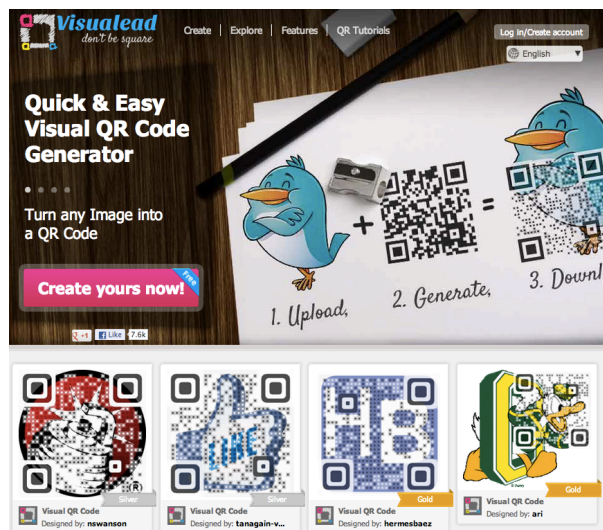 Visualead
don't be square
Create
Explore
Features
QR Tutorials
Log in/Create account
English
Quick & Easy
Visual QR Code
Generator
Turn any Image into
a QR Code
Create yours now!
Free
1. Upload,
2. Generate,
3. Downl
+1
Like
7.6k
LIKE
HB
Silver
Silver
Gold
Gold
Visual QR Code
Designed by: nswanson
Visual QR Code
Designed by: tanagain-v...
Visual QR Code
Designed by: hermesbaez
Visual QR Code
Designed by: ari